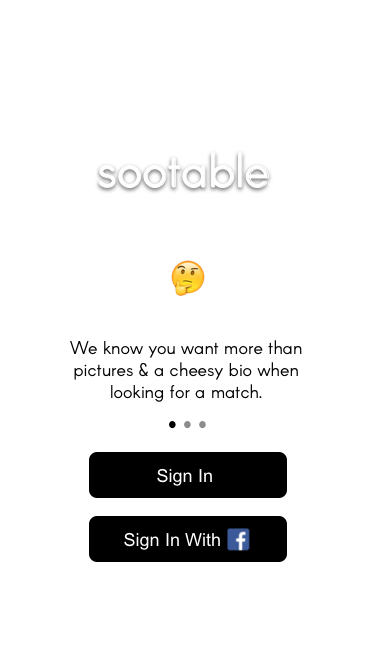 sootable
We know you want more than
pictures & a cheesy bio when
looking for a match.
Sign In
Sign In With